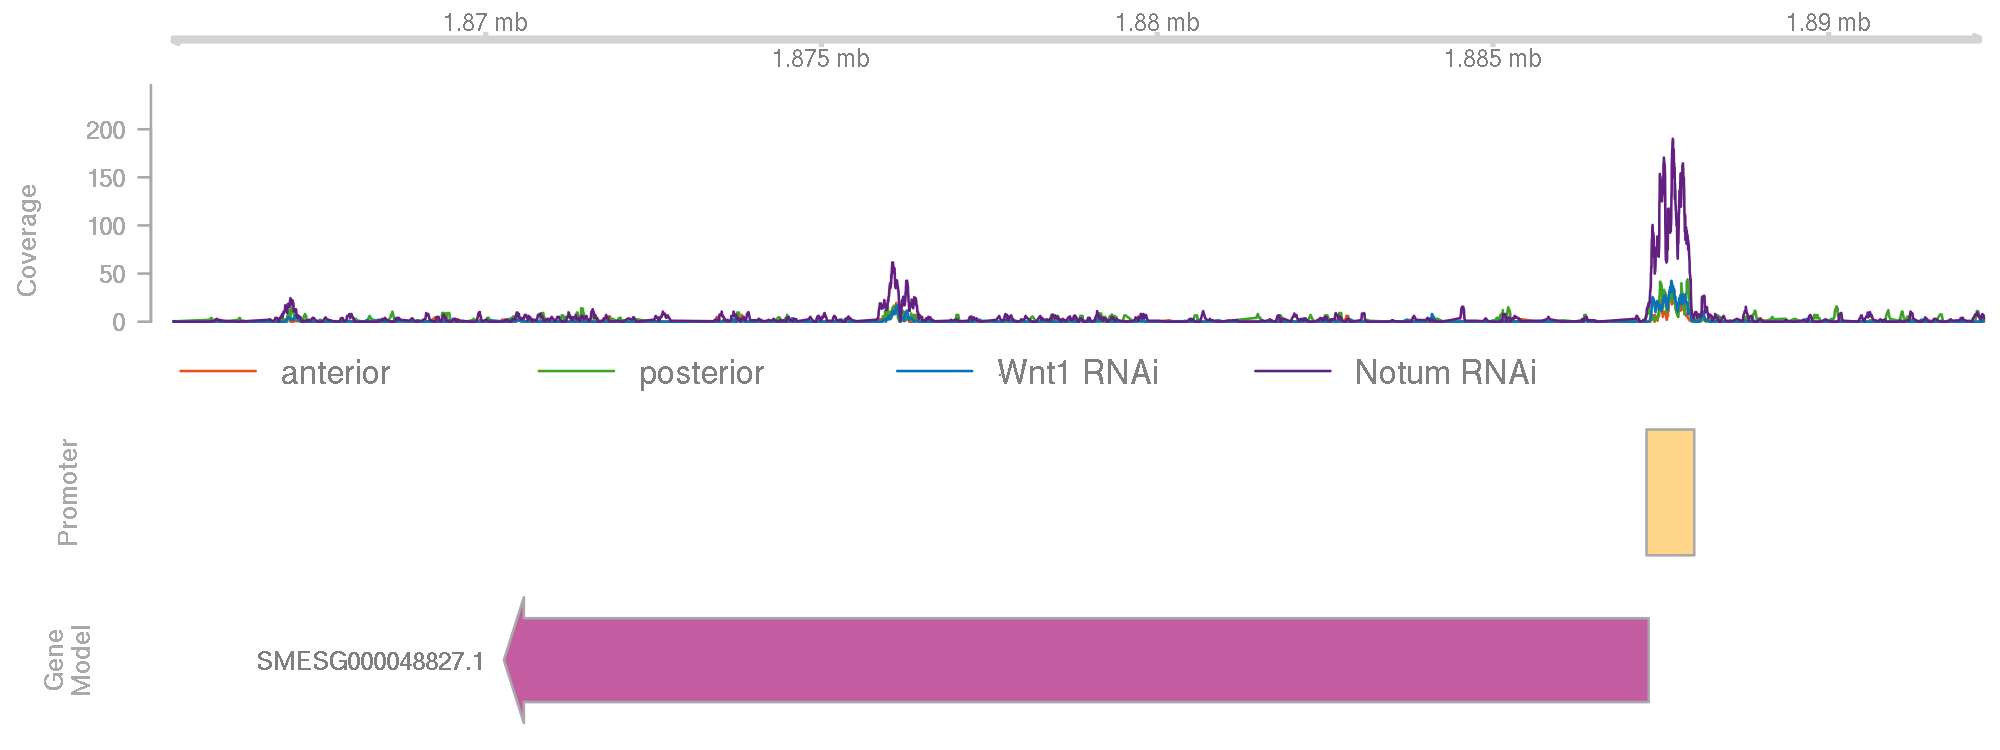 1.87 mb
1.88 mb
1.89 mb
1.875 mb
1.885 mb
Coverage
200
150
100
50
0
anterior
posterior
Wnt1 RNAi
Notum RNAi
Promoter
Gene
Model
SMESG000048827.1